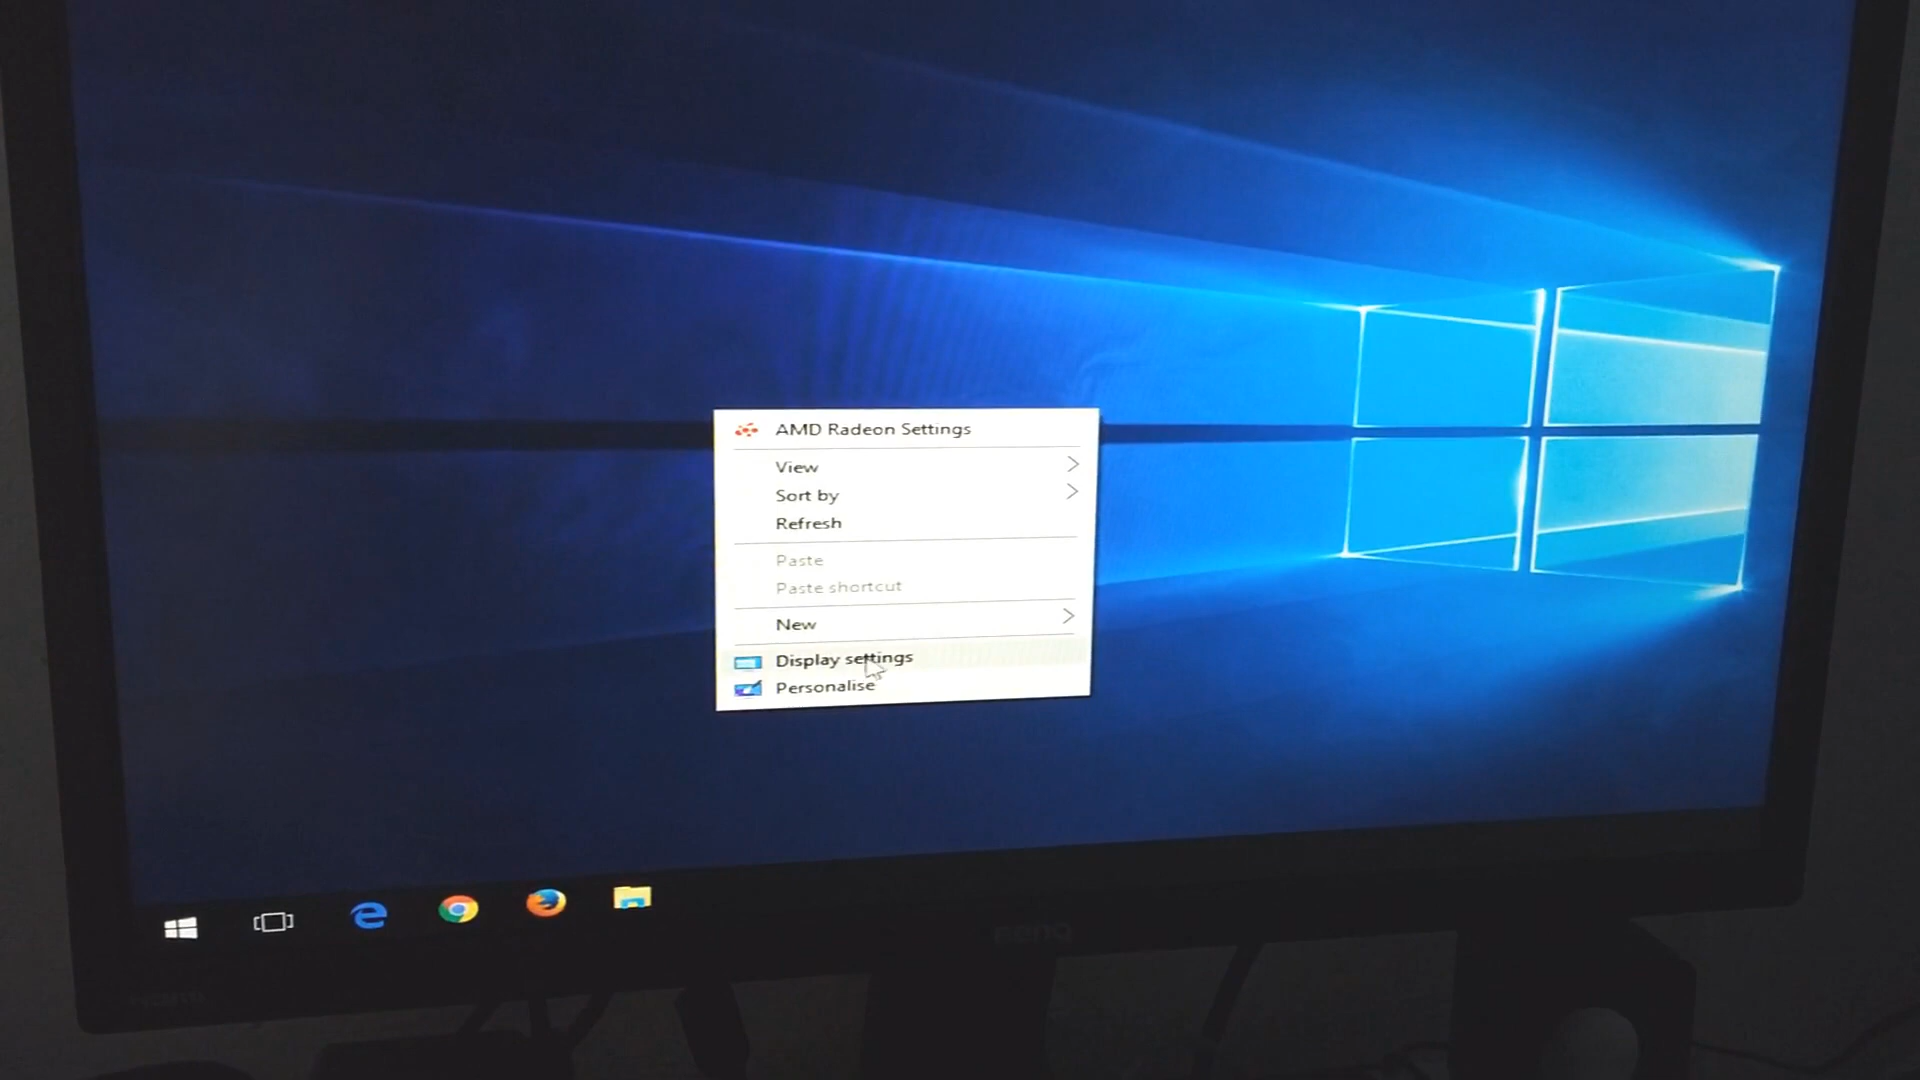 AMD Radeon Settings
View
Sort by
Refresh
Paste
Paste shortcut
New
Display settings
Personalise
BenQ